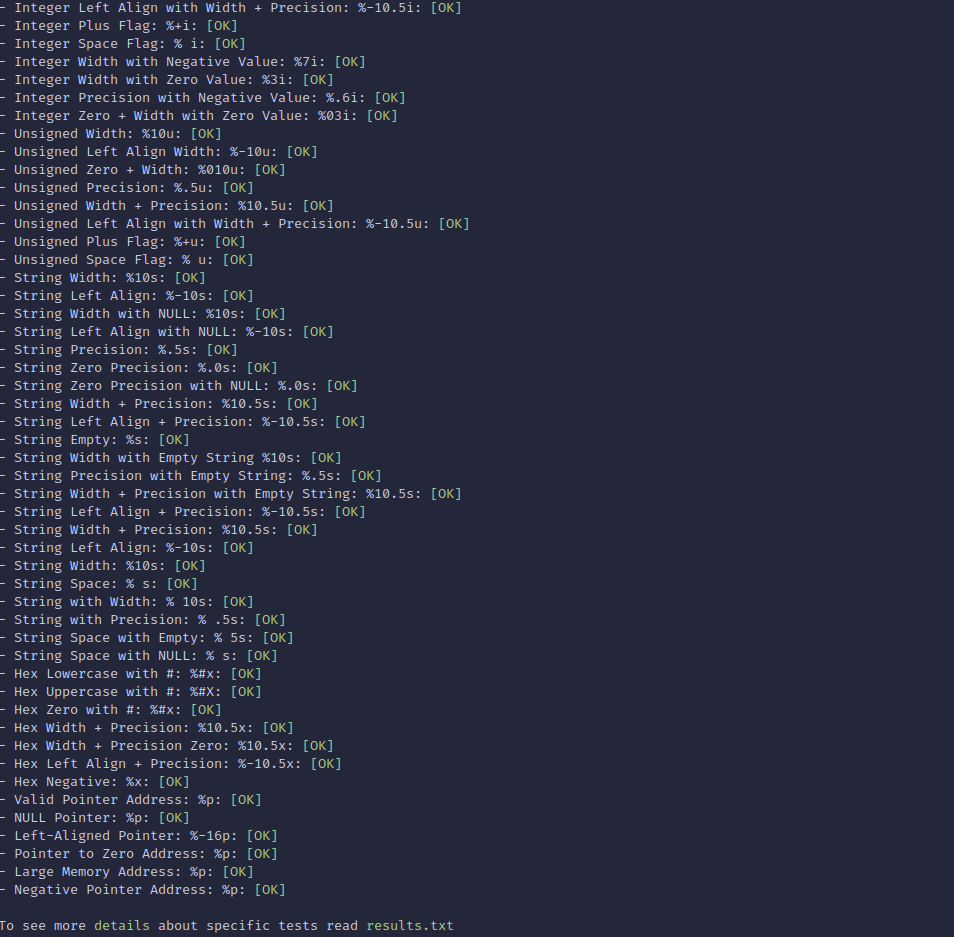 - Integer Left Align with Width + Precision: %-10.5i: [OK]
- Integer Plus Flag: %+i: [OK]
- Integer Space Flag: % i: [OK]
- Integer Width with Negative Value: %7i: [OK]
- Integer Width with Zero Value: %3i: [OK]
- Integer Precision with Negative Value: %.6i: [OK]
- Integer Zero + Width with Zero Value: %03i: [OK]
- Unsigned Width: %10u: [OK]
- Unsigned Left Align Width: %-10u: [OK]
- Unsigned Zero + Width: %010u: [OK]
- Unsigned Precision: %.5u: [OK]
- Unsigned Width + Precision: %10.5u: [OK]
- Unsigned Left Align with Width + Precision: %-10.5u: [OK]
- Unsigned Plus Flag: %+u: [OK]
- Unsigned Space Flag: % u: [OK]
- String Width: %10s: [OK]
- String Left Align: %-10s: [OK]
- String Width with NULL: %10s: [OK]
- String Left Align with NULL: %-10s: [OK]
- String Precision: %.5s: [OK]
- String Zero Precision: %.0s: [OK]
- String Zero Precision with NULL: %.0s: [OK]
- String Width + Precision: %10.5s: [OK]
- String Left Align + Precision: %-10.5s: [OK]
- String Empty: %s: [OK]
- String Width with Empty String %10s: [OK]
- String Precision with Empty String: %.5s: [OK]
- String Width + Precision with Empty String: %10.5s: [OK]
- String Left Align + Precision: %-10.5s: [OK]
- String Width + Precision: %10.5s: [OK]
- String Left Align: %-10s: [OK]
- String Width: %10s: [OK]
- String Space: % s: [OK]
- String with Width: % 10s: [OK]
- String with Precision: % .5s: [OK]
- String Space with Empty: % 5s: [OK]
- String Space with NULL: % s: [OK]
- Hex Lowercase with #: %#x: [OK]
- Hex Uppercase with #: %#X: [OK]
- Hex Zero with #: %#x: [OK]
- Hex Width + Precision: %10.5x: [OK]
- Hex Width + Precision Zero: %10.5x: [OK]
- Hex Left Align + Precision: %-10.5x: [OK]
- Hex Negative: %x: [OK]
- Valid Pointer Address: %p: [OK]
- NULL Pointer: %p: [OK]
- Left-Aligned Pointer: %-16p: [OK]
- Pointer to Zero Address: %p: [OK]
- Large Memory Address: %p: [OK]
- Negative Pointer Address: %p: [OK]
To see more details about specific tests read results.txt